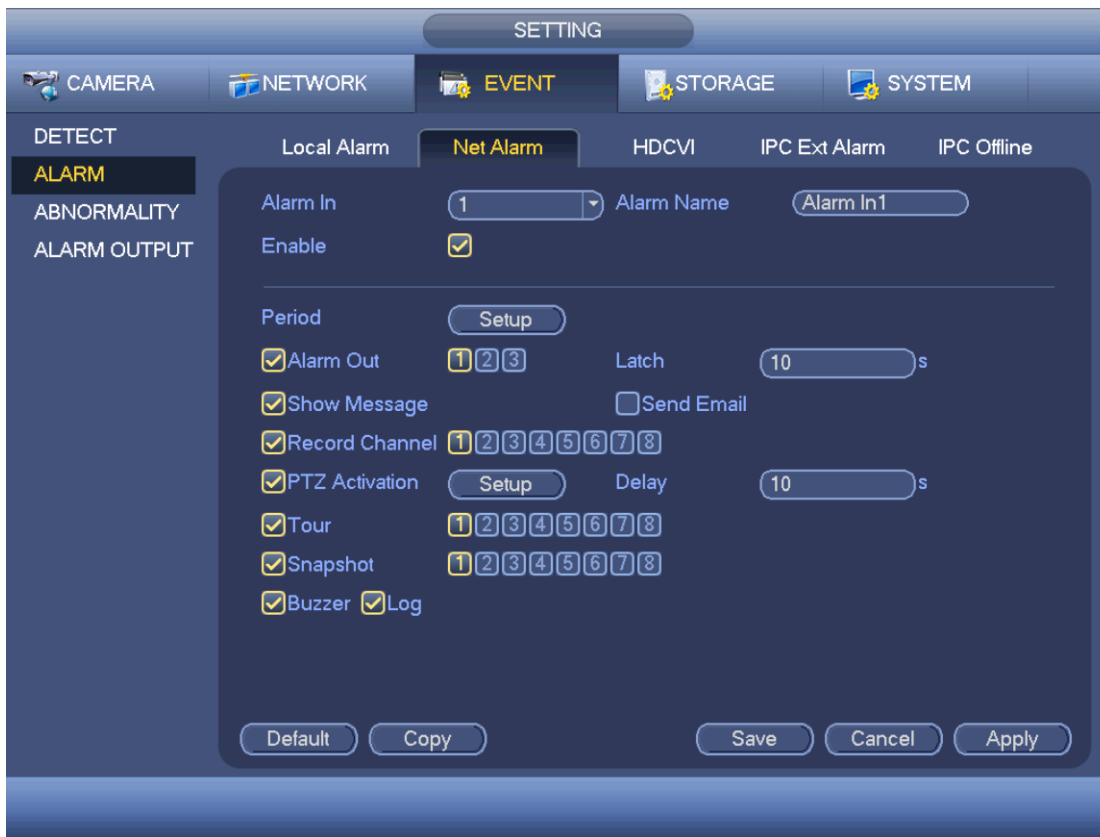 SETTING
CAMERA NETWORK EVENT STORAGE SYSTEM
DETECT
ALARM
ABNORMALITY
ALARM OUTPUT
Local Alarm Net Alarm HDCVI IPC Ext Alarm IPC Offline
Alarm In 1 Alarm Name Alarm In1
Enable
Period Setup
Alarm Out 1 2 3 Latch 10 s
Show Message Send Email
Record Channel 1 2 3 4 5 6 7 8
PTZ Activation Setup Delay 10 s
Tour 1 2 3 4 5 6 7 8
Snapshot 1 2 3 4 5 6 7 8
Buzzer Log
Default Copy Save Cancel Apply